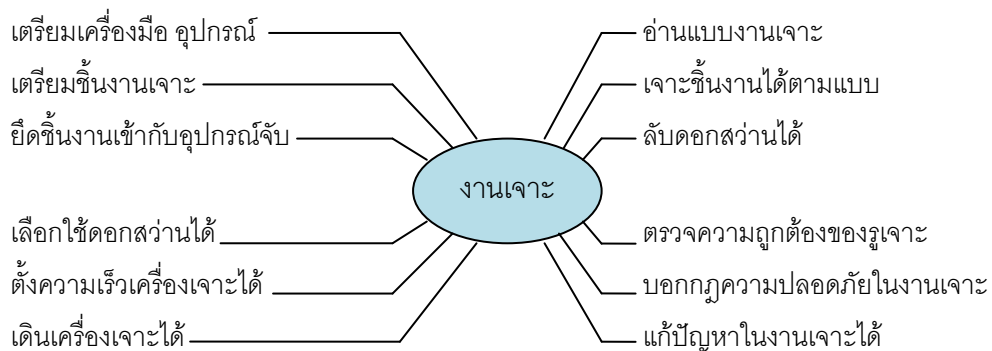 เตรียมเครื่องมือ อุปกรณ์
อ่านแบบงานเจาะ
เตรียมชิ้นงานเจาะ
เจาะชิ้นงานได้ตามแบบ
ยึดชิ้นงานเข้ากับอุปกรณ์จับ
ลับดอกสว่านได้
งานเจาะ
เลือกใช้ดอกสว่านได้
ตรวจความถูกต้องของรูเจาะ
ตั้งความเร็วเครื่องเจาะได้
บอกกฎความปลอดภัยในงานเจาะ
เดินเครื่องเจาะได้
แก้ปัญหาในงานเจาะได้